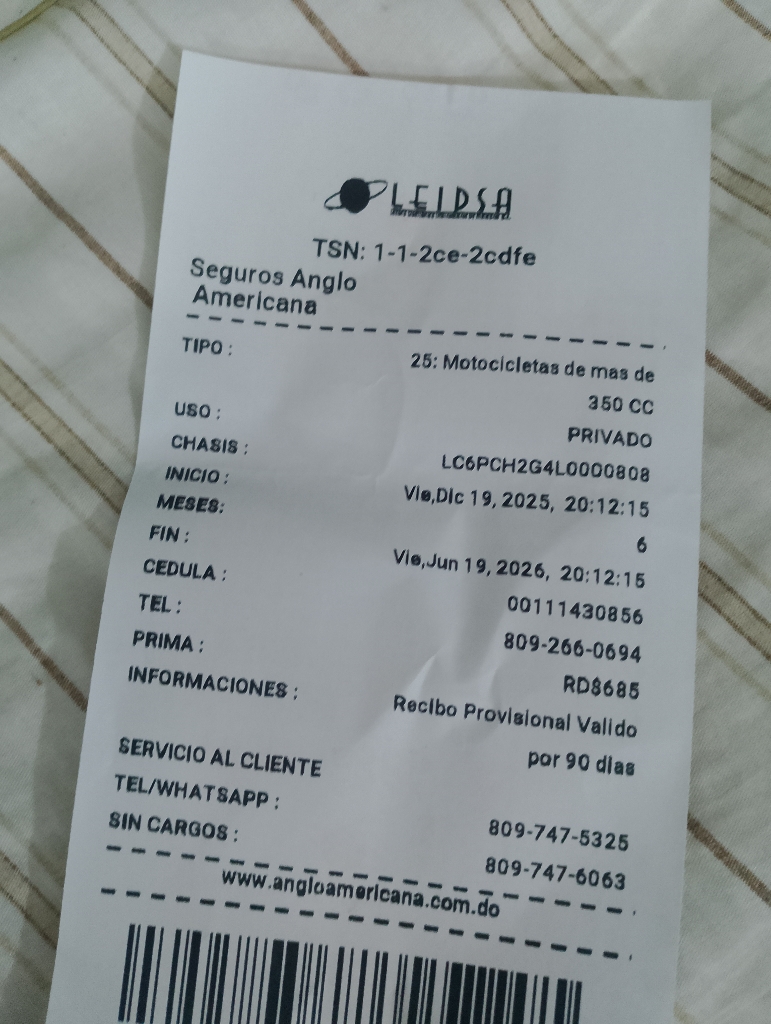 LEIDSA
TSN: 1-1-2ce-2cdfe
Seguros Anglo
Americana
TIPO : 25: Motocicletas de mas de
350 CC
USO : PRIVADO
CHASIS : LC6PCH2G4L0000808
INICIO : Vie,Dic 19, 2025, 20:12:15
MESES: 6
FIN : Vie,Jun 19, 2026, 20:12:15
CEDULA : 00111430856
TEL : 809-266-0694
PRIMA : RD$685
INFORMACIONES : Recibo Provisional Valido
por 90 dias
SERVICIO AL CLIENTE
TEL/WHATSAPP : 809-747-5325
SIN CARGOS : 809-747-6063
www.angloamericana.com.do